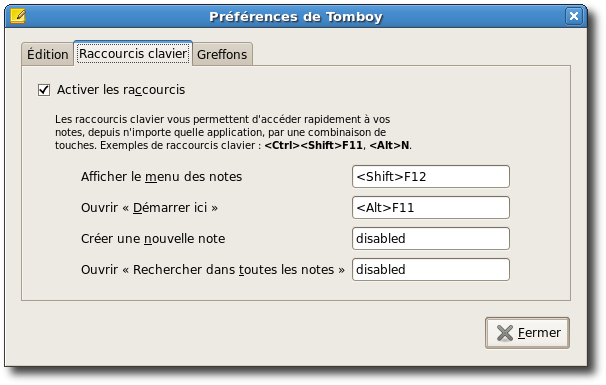 Préférences de Tomboy
Édition Raccourcis clavier Greffons
Activer les raccourcis
Les raccourcis clavier vous permettent d'accéder rapidement à vos
notes, depuis n'importe quelle application, par une combinaison de
touches. Exemples de raccourcis clavier : <Ctrl><Shift>F11, <Alt>N.
Afficher le menu des notes <Shift>F12
Ouvrir « Démarrer ici » <Alt>F11
Créer une nouvelle note disabled
Ouvrir « Rechercher dans toutes les notes » disabled
Fermer